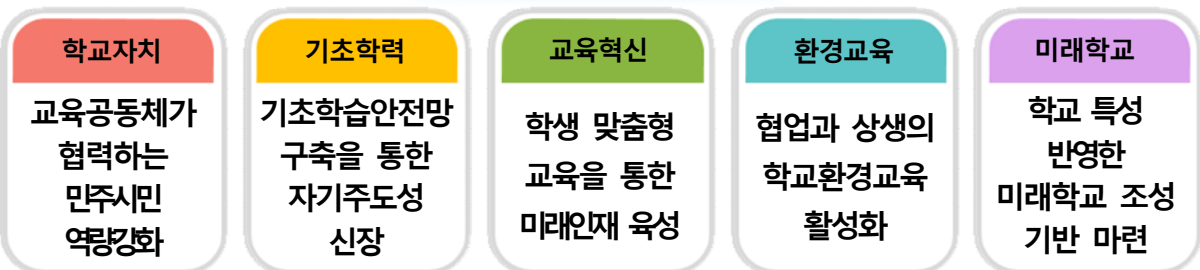 학교자치
교육공동체가
협력하는
민주시민
역량강화
기초학력
기초학습안전망
구축을 통한
자기주도성
신장
교육혁신
학생 맞춤형
교육을 통한
미래인재 육성
환경교육
협업과 상생의
학교환경교육
활성화
미래학교
학교 특성
반영한
미래학교 조성
기반 마련